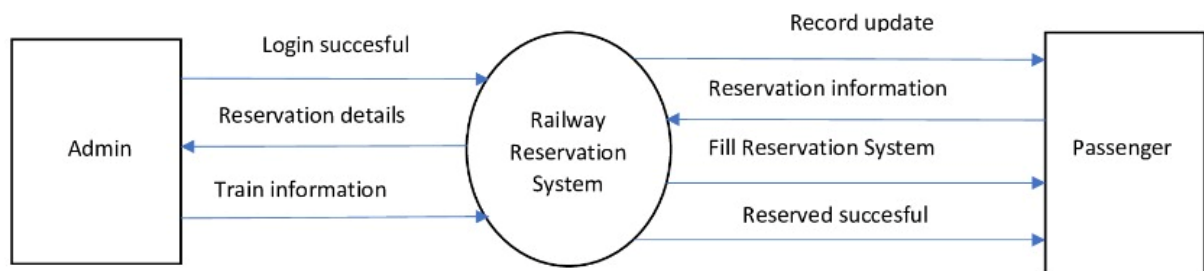 Record update
Login succesful
Reservation information
Reservation details
Railway
Reservation
System
Admin
Fill Reservation System
Passenger
Train information
Reserved succesful